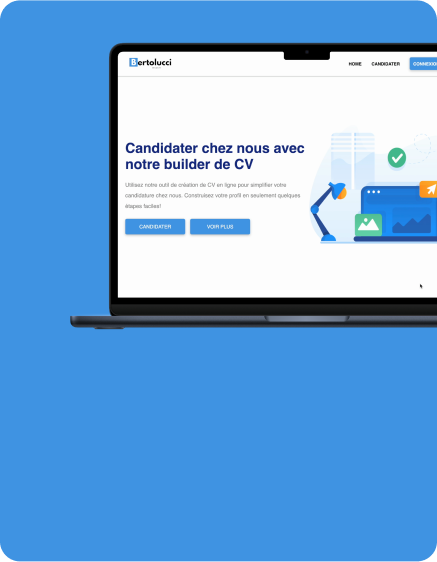 Bertolucci
HOME
CANDIDATER
Candidater chez nous avec
notre builder de CV
Utilisez notre outil de création de CV en ligne pour simplifier votre
candidature chez nous. Construisez votre profil en seulement quelques
étapes faciles!
CANDIDATER
VOIR PLUS